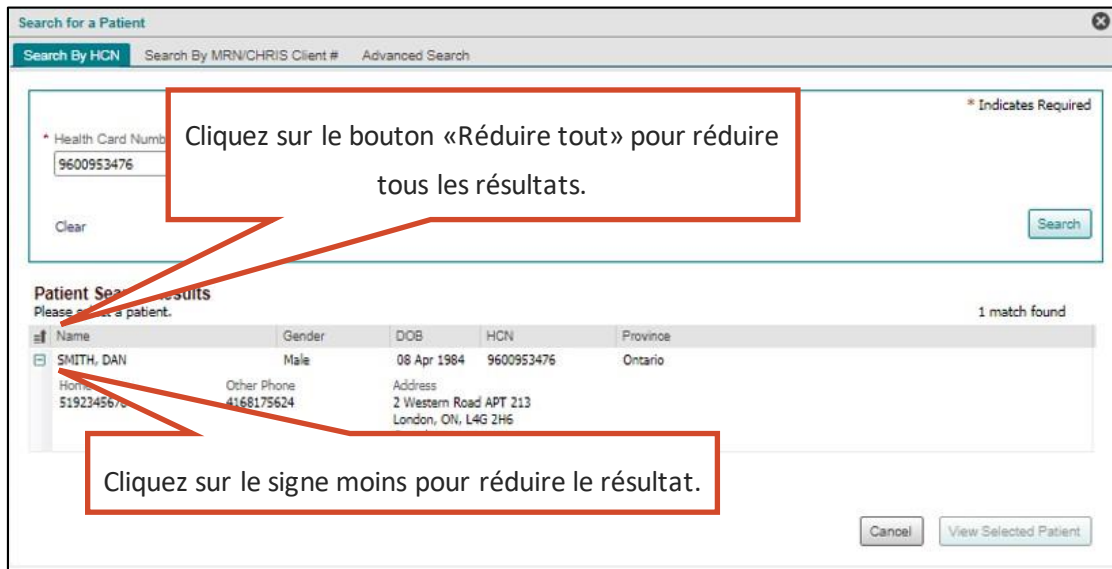 Search for a Patient
Search By HCN Search By MRN/CHRIS Client # Advanced Search
* Indicates Required
* Health Card Numb
9600953476
Cliquez sur le bouton «Réduire tout» pour réduire
tous les résultats.
Clear
Search
Patient Sea sults
Please a patient.
1 match found
Name Gender DOB HCN Province
SMITH, DAN Male 08 Apr 1984 9600953476 Ontario
Hom Other Phone Address
519234567 4168175624 2 Western Road APT 213
London, ON, L4G 2H6
Cliquez sur le signe moins pour réduire le résultat.
Cancel View Selected Patient